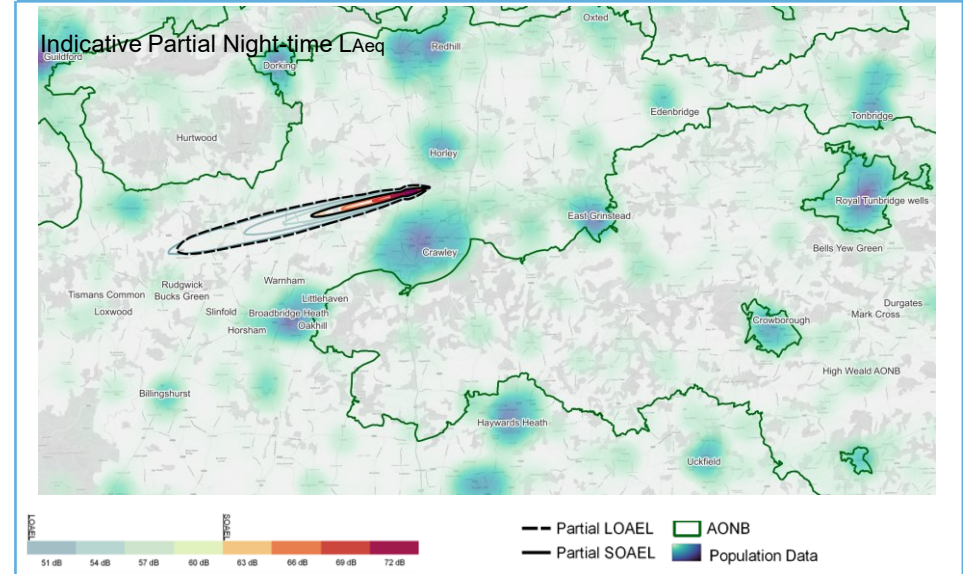 Indicative Partial Night-time LAeq
Oxted
Redhill
Guildford
Dorking
Edenbridge
Tonbridge
Hurtwood
Horley
Royal Tunbridge wells
East Grinstead
Bells Yew Green
Crawley
Warnham
Rudgwick
Tismans Common
Bucks Green
Littlehaven
Durgates
Loxwood
Slinfold
Broadbridge Heath
Mark Cross
Crowborough
Horsham
Oakhill
High Weald AONB
Billingshurst
Haywards Heath
Uckfield
LOAEL
SOAEL
51 dB
54 dB
57 dB
60 dB
63 dB
66 dB
69 dB
72 dB
Partial LOAEL
AONB
Partial SOAEL
Population Data